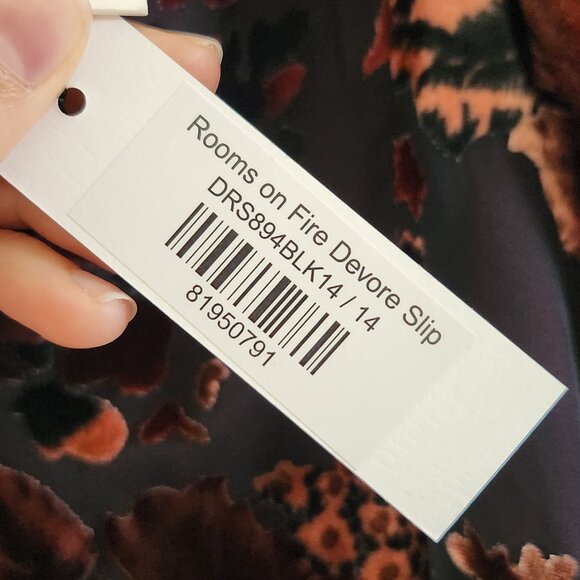 Rooms on Fire Devore Slip
DRS894BLK14 / 14
81950791